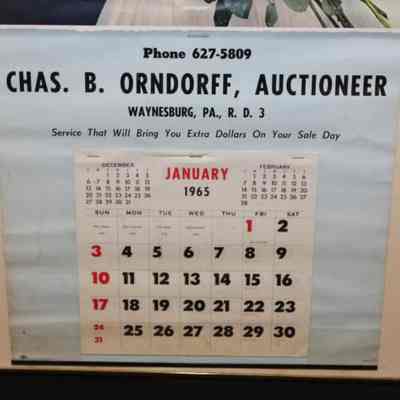 Phone 627-5809
CHAS. B. ORNDORFF, AUCTIONEER
WAYNESBURG, PA., R. D. 3
Service That Will Bring You Extra Dollars On Your Sale Day
DECEMBER JANUARY FEBRUARY
1965
SUN MON. TUE. WED. THU. FRI. SAT.
1 2
3 4 5 6 7 8 9
10 11 12 13 14 15 16
17 18 19 20 21 22 23
24 25 26 27 28 29 30
31